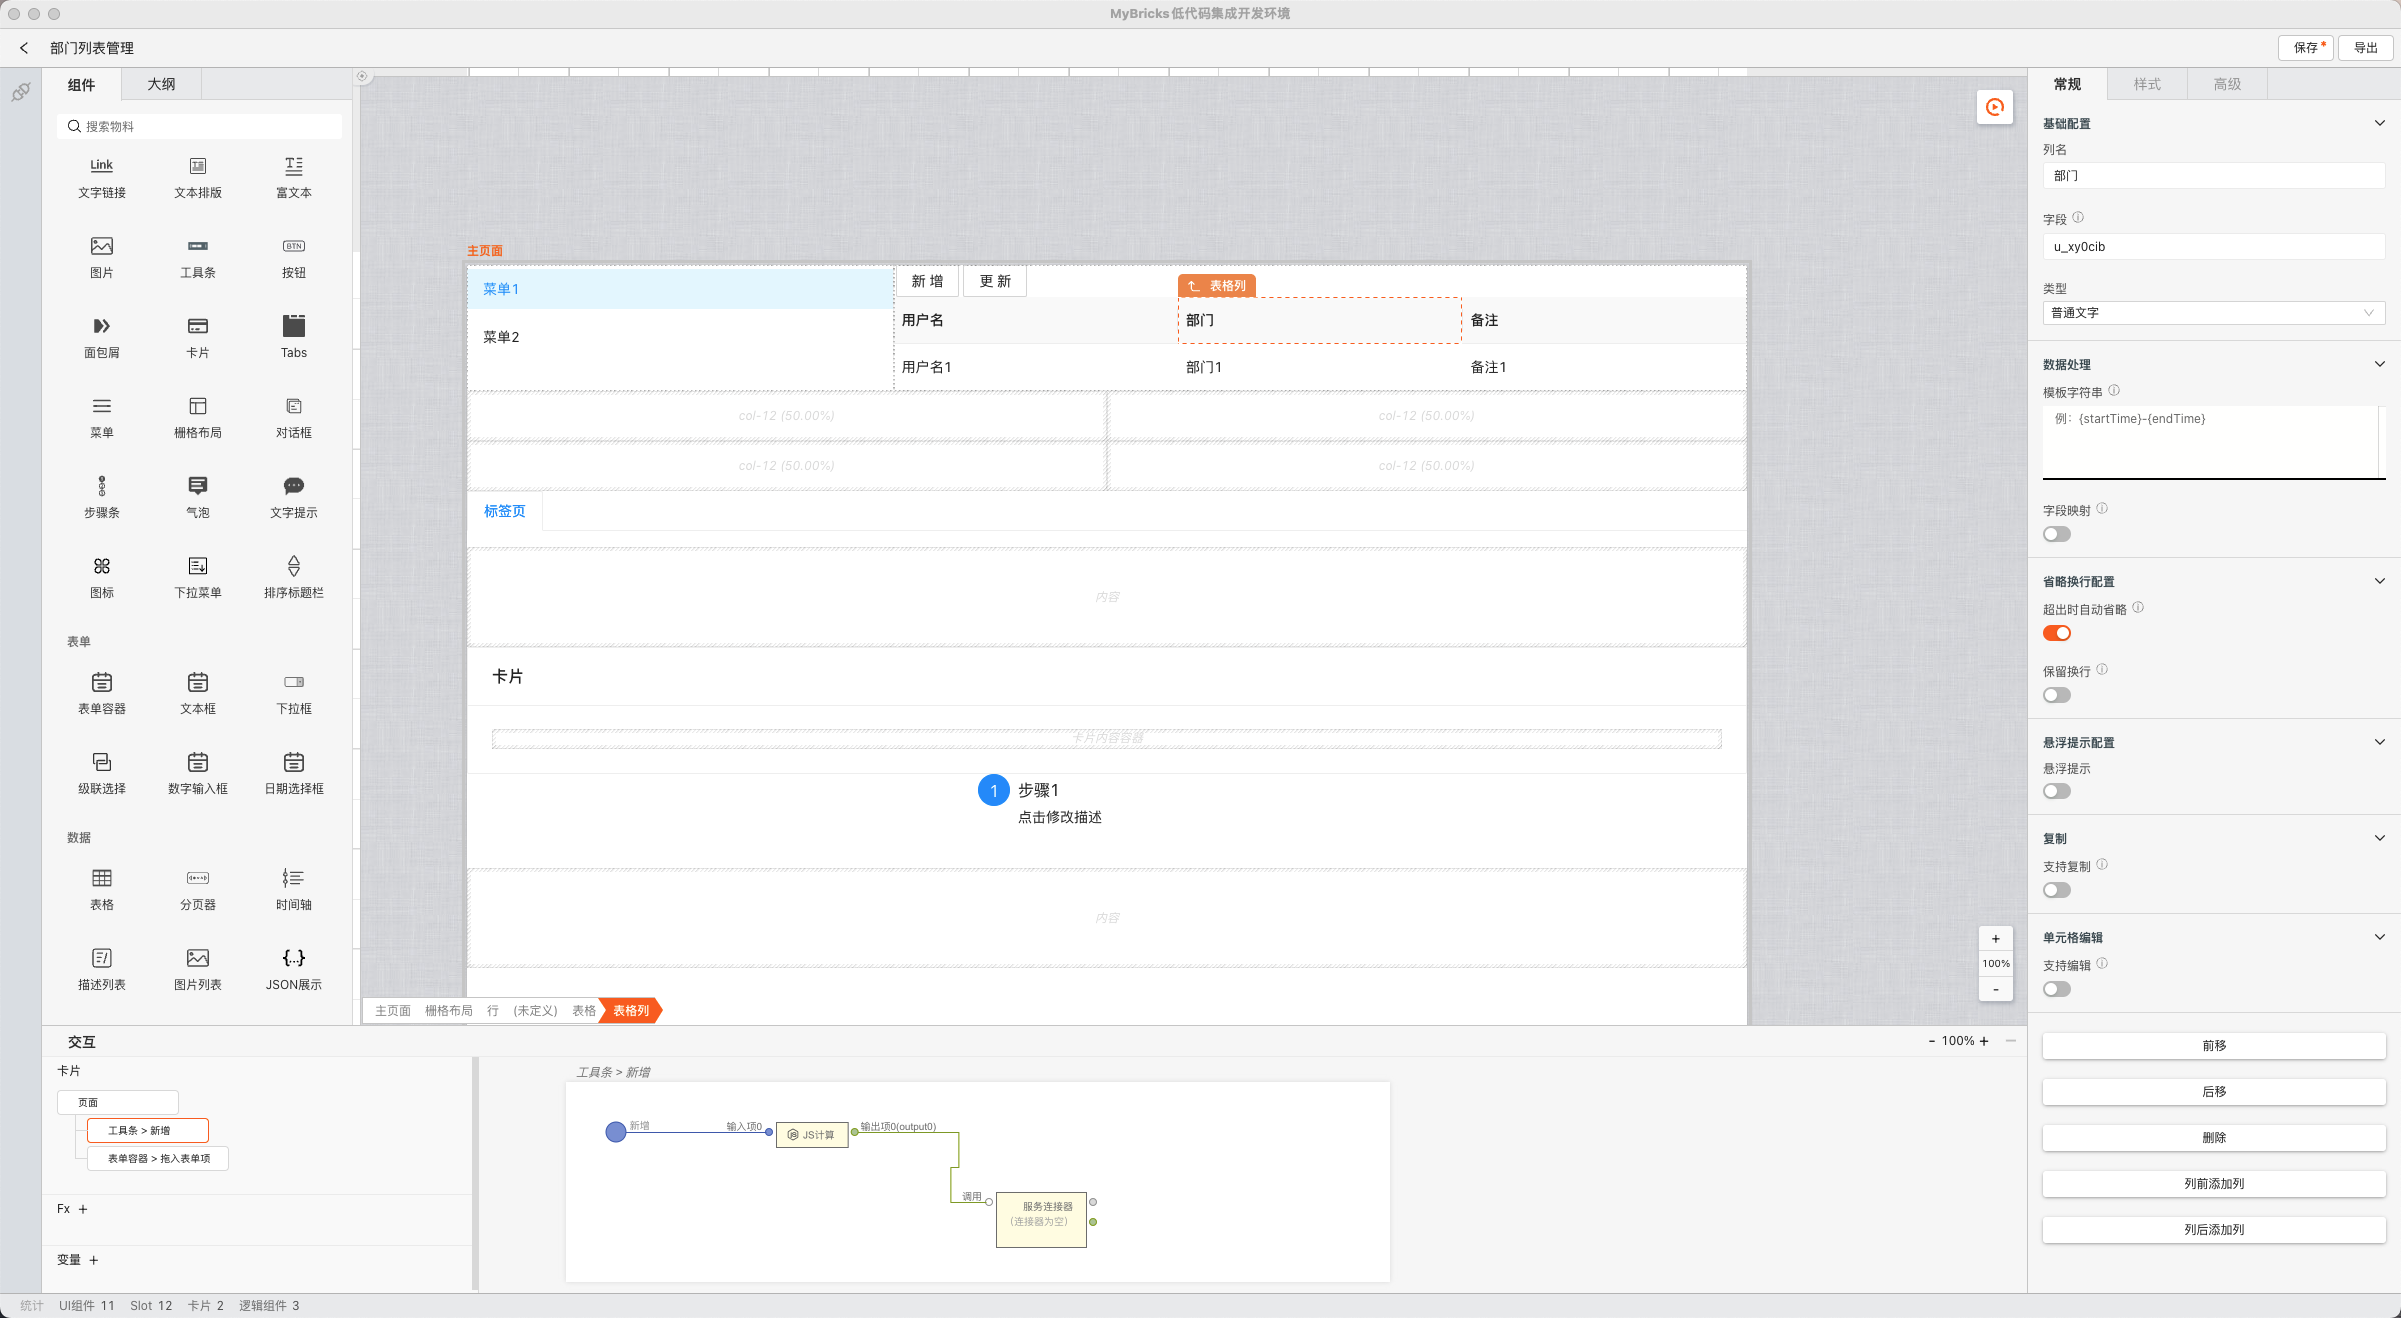 MyBricks低代码集成开发环境
部门列表管理
保存*
导出
组件
大纲
搜索物料
Link
文字链接
文本排版
富文本
图片
工具条
BTN
按钮
面包屑
卡片
Tabs
菜单
栅格布局
对话框
步骤条
气泡
文字提示
图标
下拉菜单
排序标题栏
表单
表单容器
文本框
下拉框
级联选择
数字输入框
日期选择框
数据
表格
分页器
时间轴
描述列表
图片列表
JSON展示
主页面
菜单1
菜单2
新 增
更 新
表格列
用户名
部门
备注
用户名1
部门1
备注1
col-12 (50.00%)
col-12 (50.00%)
col-12 (50.00%)
col-12 (50.00%)
标签页
内容
卡片
卡片内容容器
1
步骤1
点击修改描述
内容
+
100%
-
主页面
栅格布局
行
(未定义)
表格
表格列
常规
样式
高级
基础配置
列名
部门
字段
u_xy0cib
类型
普通文字
数据处理
模板字符串
例：{startTime}-{endTime}
字段映射
省略换行配置
超出时自动省略
保留换行
悬浮提示配置
悬浮提示
复制
支持复制
单元格编辑
支持编辑
前移
后移
删除
列前添加列
列后添加列
交互
- 100% +
卡片
页面
工具条 > 新增
表单容器 > 拖入表单项
Fx +
变量 +
工具条 > 新增
新增
输入项0
JS计算
输出项0(output0)
调用
服务连接器
(连接器为空)
统计
UI组件 11
Slot 12
卡片 2
逻辑组件 3